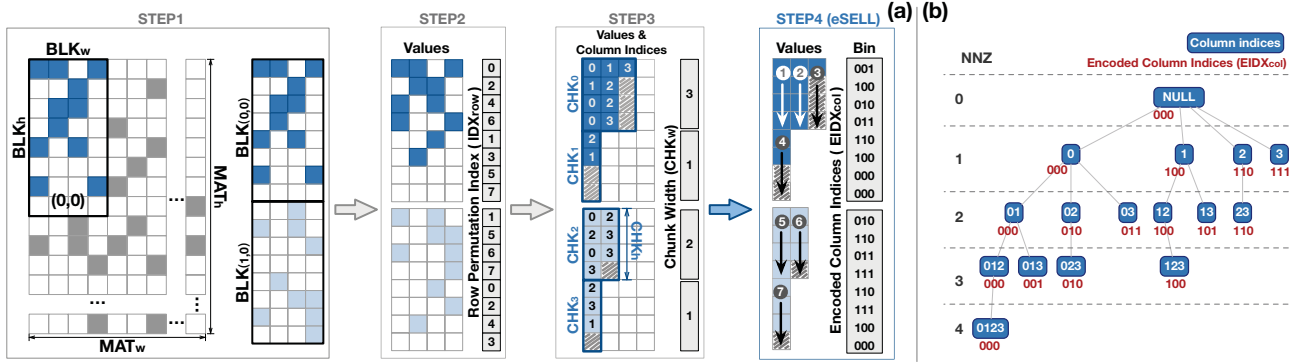 STEP1
STEP2
STEP3
STEP4 (eSELL)
(a)
(b)
BLKw
BLKh
(0,0)
MATh
MATw
...
...
...
...
BLK(0,0)
BLK(1,0)
Values
0
2
4
6
1
3
5
7
1
5
6
7
0
2
4
3
Row Permutation Index (IDXrow)
Values &
Column Indices
CHK0
0 1 3
1 2
0 2
0 3
CHK1
2
1
CHK2
0 2
2 3
0 3
3
CHKh
CHK3
2
3
1
3
1
2
1
Chunk Width (CHKw)
Values
Bin
1 2 3
4
5 6
7
001
100
010
011
110
100
000
000
010
110
011
111
110
111
100
000
Encoded Column Indices (EIDXcol)
NNZ
Column indices
Encoded Column Indices (EIDXcol)
0
NULL
000
1
0 1 2 3
000 100 110 111
2
01 02 03 12 13 23
000 010 011 100 101 110
3
012 013 023 123
000 001 010 100
4
0123
000